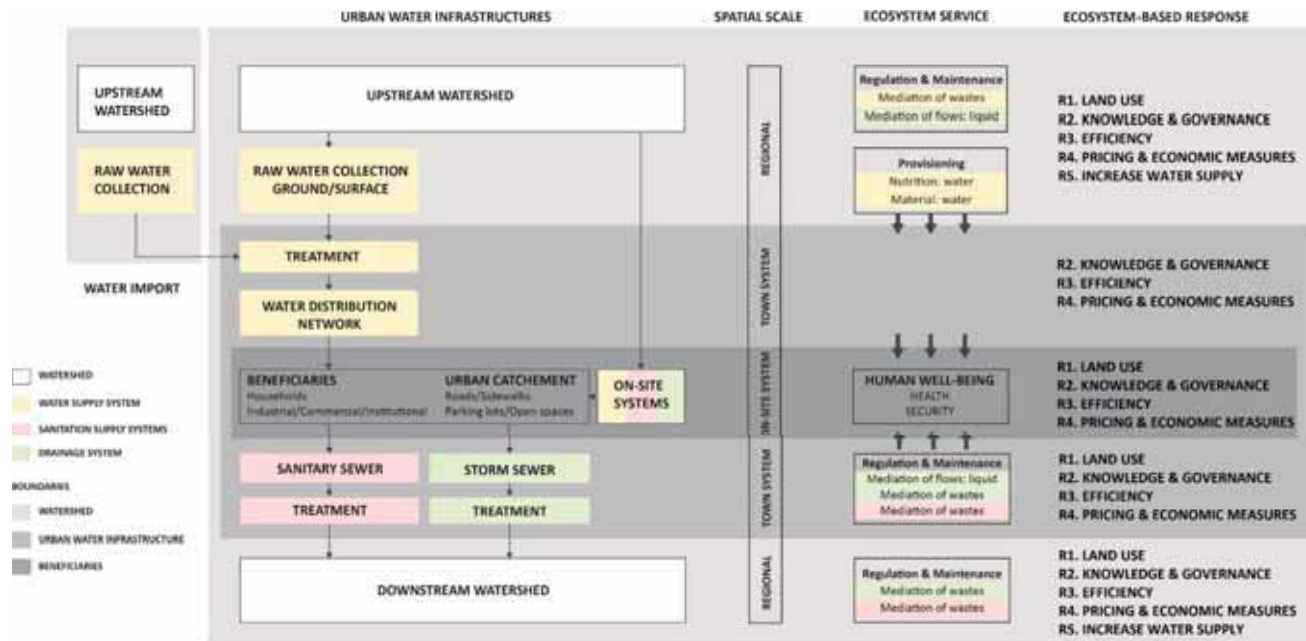 URBAN WATER INFRASTRUCTURES
SPATIAL SCALE
ECOSYSTEM SERVICE
ECOSYSTEM-BASED RESPONSE
UPSTREAM
WATERSHED
RAW WATER
COLLECTION
WATER IMPORT
UPSTREAM WATERSHED
RAW WATER COLLECTION
GROUND/SURFACE
TREATMENT
WATER DISTRIBUTION
NETWORK
BENEFICIARIES
Households
Industrial/Commercial/Institutional
URBAN CATCHEMENT
Roads/Sidewalks
Parking lots/Open spaces
ON-SITE
SYSTEMS
SANITARY SEWER
TREATMENT
STORM SEWER
TREATMENT
DOWNSTREAM WATERSHED
REGIONAL
TOWN SYSTEM
ON-SITE SYSTEM
TOWN SYSTEM
REGIONAL
Regulation & Maintenance
Mediation of wastes
Mediation of flows: liquid
Provisioning
Nutrition: water
Material: water
HUMAN WELL-BEING
HEALTH
SECURITY
Regulation & Maintenance
Mediation of flows: liquid
Mediation of wastes
Mediation of wastes
Regulation & Maintenance
Mediation of wastes
Mediation of wastes
R1. LAND USE
R2. KNOWLEDGE & GOVERNANCE
R3. EFFICIENCY
R4. PRICING & ECONOMIC MEASURES
R5. INCREASE WATER SUPPLY
R2. KNOWLEDGE & GOVERNANCE
R3. EFFICIENCY
R4. PRICING & ECONOMIC MEASURES
R1. LAND USE
R2. KNOWLEDGE & GOVERNANCE
R3. EFFICIENCY
R4. PRICING & ECONOMIC MEASURES
R1. LAND USE
R2. KNOWLEDGE & GOVERNANCE
R3. EFFICIENCY
R4. PRICING & ECONOMIC MEASURES
R1. LAND USE
R2. KNOWLEDGE & GOVERNANCE
R3. EFFICIENCY
R4. PRICING & ECONOMIC MEASURES
R5. INCREASE WATER SUPPLY
WATERSHED
WATER SUPPLY SYSTEM
SANITATION SUPPLY SYSTEMS
DRAINAGE SYSTEM
BOUNDARIES
WATERSHED
URBAN WATER INFRASTRUCTURE
BENEFICIARIES